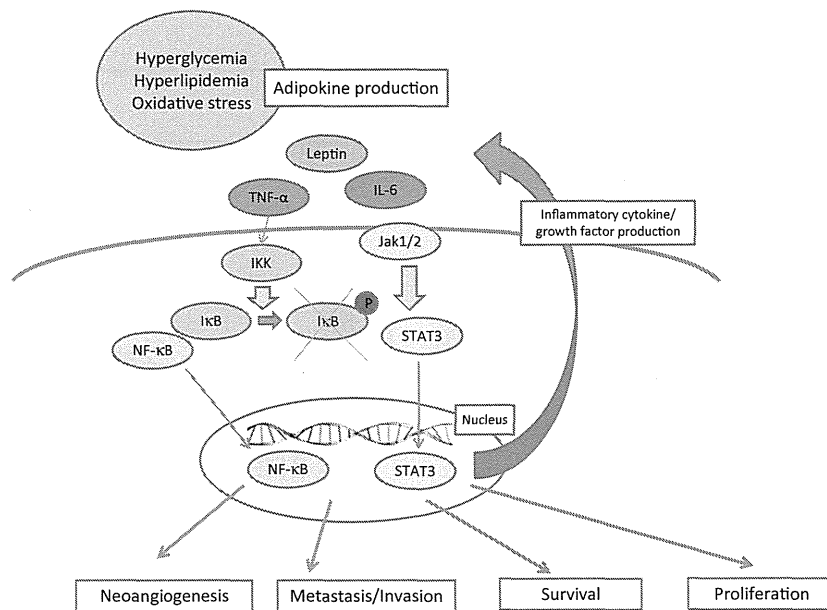 Hyperglycemia
Hyperlipidemia
Oxidative stress
Adipokine production
Leptin
TNF-α
IL-6
Inflammatory cytokine/
growth factor production
Jak1/2
IKK
IκB
IκB
P
NF-κB
STAT3
Nucleus
NF-κB
STAT3
Neoangiogenesis
Metastasis/Invasion
Survival
Proliferation